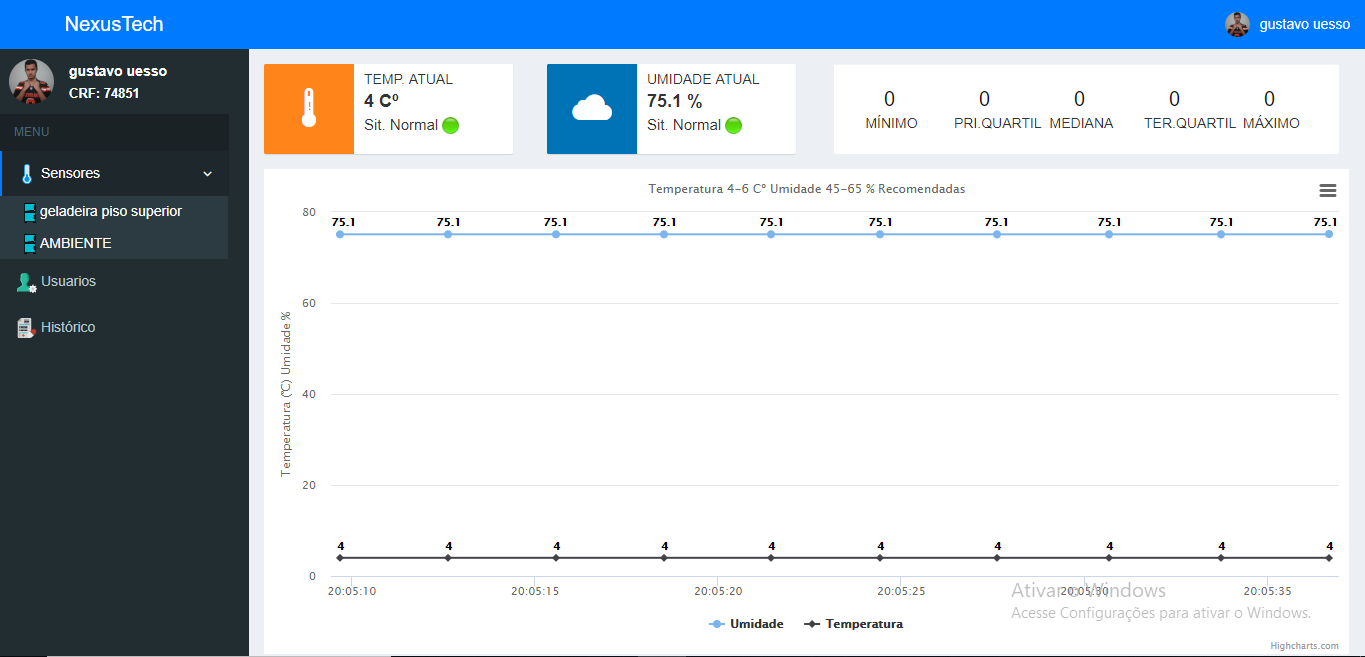 NexusTech
gustavo uesso
gustavo uesso
CRF: 74851
MENU
Sensores
geladeira piso superior
AMBIENTE
Usuarios
Histórico
TEMP. ATUAL
4 Cº
Sit. Normal
UMIDADE ATUAL
75.1 %
Sit. Normal
0 0 0 0 0
MÍNIMO PRI.QUARTIL MEDIANA TER.QUARTIL MÁXIMO
Temperatura 4-6 Cº Umidade 45-65 % Recomendadas
Temperatura (ºC) Umidade %
80
75.1 75.1 75.1 75.1 75.1 75.1 75.1 75.1 75.1 75.1
60
40
20
4 4 4 4 4 4 4 4 4 4
0
20:05:10 20:05:15 20:05:20 20:05:25 20:05:30 20:05:35
Ativar o Windows
Acesse Configurações para ativar o Windows.
Umidade Temperatura
Highcharts.com